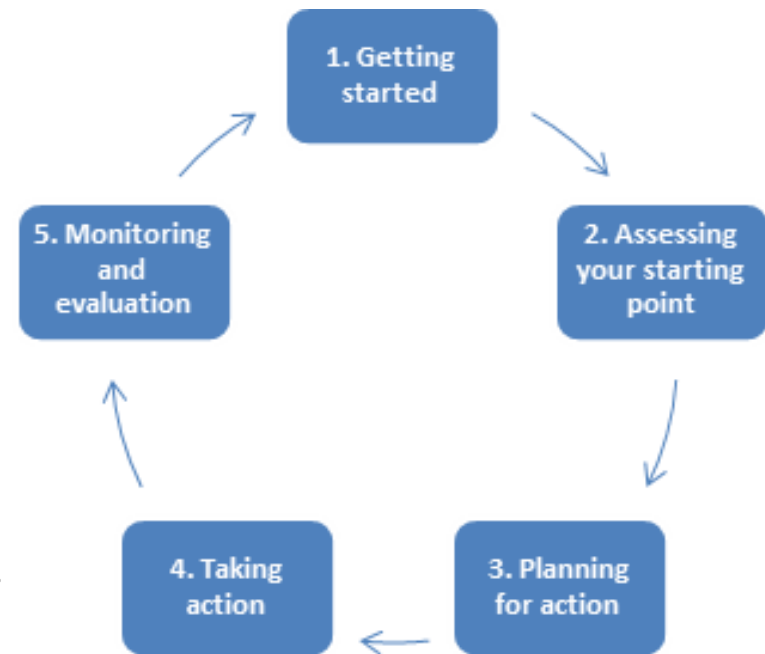 1. Getting
started
2. Assessing
your starting
point
3. Planning
for action
4. Taking
action
5. Monitoring
and
evaluation